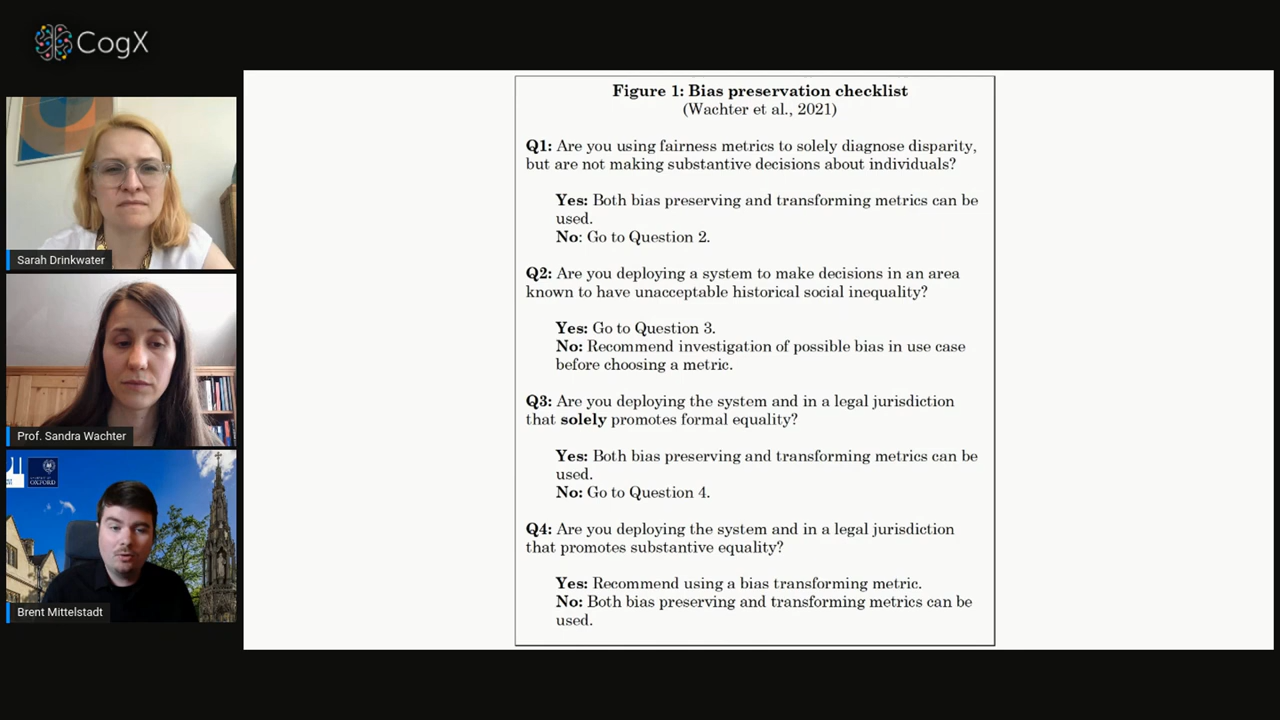 CogX
Sarah Drinkwater
Prof. Sandra Wachter
OXFORD
Brent Mittelstadt
Figure 1: Bias preservation checklist
(Wachter et al., 2021)
Q1: Are you using fairness metrics to solely diagnose disparity,
but are not making substantive decisions about individuals?
Yes: Both bias preserving and transforming metrics can be
used.
No: Go to Question 2.
Q2: Are you deploying a system to make decisions in an area
known to have unacceptable historical social inequality?
Yes: Go to Question 3.
No: Recommend investigation of possible bias in use case
before choosing a metric.
Q3: Are you deploying the system and in a legal jurisdiction
that solely promotes formal equality?
Yes: Both bias preserving and transforming metrics can be
used.
No: Go to Question 4.
Q4: Are you deploying the system and in a legal jurisdiction
that promotes substantive equality?
Yes: Recommend using a bias transforming metric.
No: Both bias preserving and transforming metrics can be
used.